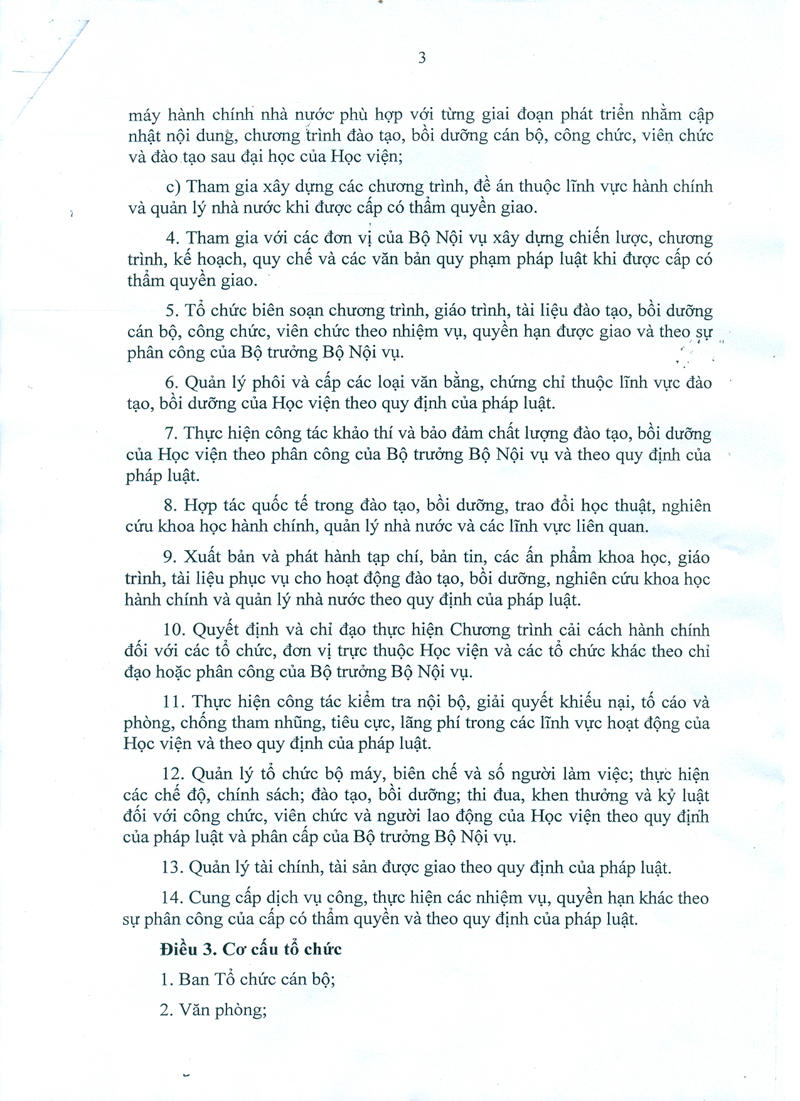 3
máy hành chính nhà nước phù hợp với từng giai đoạn phát triển nhằm cập
nhật nội dung, chương trình đào tạo, bồi dưỡng cán bộ, công chức, viên chức
và đào tạo sau đại học của Học viện;
c) Tham gia xây dựng các chương trình, đề án thuộc lĩnh vực hành chính
và quản lý nhà nước khi được cấp có thẩm quyền giao.
4. Tham gia với các đơn vị của Bộ Nội vụ xây dựng chiến lược, chương
trình, kế hoạch, quy chế và các văn bản quy phạm pháp luật khi được cấp có
thẩm quyền giao.
5. Tổ chức biên soạn chương trình, giáo trình, tài liệu đào tạo, bồi dưỡng
cán bộ, công chức, viên chức theo nhiệm vụ, quyền hạn được giao và theo sự
phân công của Bộ trưởng Bộ Nội vụ.
6. Quản lý phôi và cấp các loại văn bằng, chứng chỉ thuộc lĩnh vực đào
tạo, bồi dưỡng của Học viện theo quy định của pháp luật.
7. Thực hiện công tác khảo thí và bảo đảm chất lượng đào tạo, bồi dưỡng
của Học viện theo phân công của Bộ trưởng Bộ Nội vụ và theo quy định của
pháp luật.
8. Hợp tác quốc tế trong đào tạo, bồi dưỡng, trao đổi học thuật, nghiên
cứu khoa học hành chính, quản lý nhà nước và các lĩnh vực liên quan.
9. Xuất bản và phát hành tạp chí, bản tin, các ấn phẩm khoa học, giáo
trình, tài liệu phục vụ cho hoạt động đào tạo, bồi dưỡng, nghiên cứu khoa học
hành chính và quản lý nhà nước theo quy định của pháp luật.
10. Quyết định và chỉ đạo thực hiện Chương trình cải cách hành chính
đối với các tổ chức, đơn vị trực thuộc Học viện và các tổ chức khác theo chỉ
đạo hoặc phân công của Bộ trưởng Bộ Nội vụ.
11. Thực hiện công tác kiểm tra nội bộ, giải quyết khiếu nại, tố cáo và
phòng, chống tham nhũng, tiêu cực, lãng phí trong các lĩnh vực hoạt động của
Học viện và theo quy định của pháp luật.
12. Quản lý tổ chức bộ máy, biên chế và số người làm việc; thực hiện
các chế độ, chính sách; đào tạo, bồi dưỡng; thi đua, khen thưởng và kỷ luật
đối với công chức, viên chức và người lao động của Học viện theo quy định
của pháp luật và phân cấp của Bộ trưởng Bộ Nội vụ.
13. Quản lý tài chính, tài sản được giao theo quy định của pháp luật.
14. Cung cấp dịch vụ công, thực hiện các nhiệm vụ, quyền hạn khác theo
sự phân công của cấp có thẩm quyền và theo quy định của pháp luật.
Điều 3. Cơ cấu tổ chức
1. Ban Tổ chức cán bộ;
2. Văn phòng;